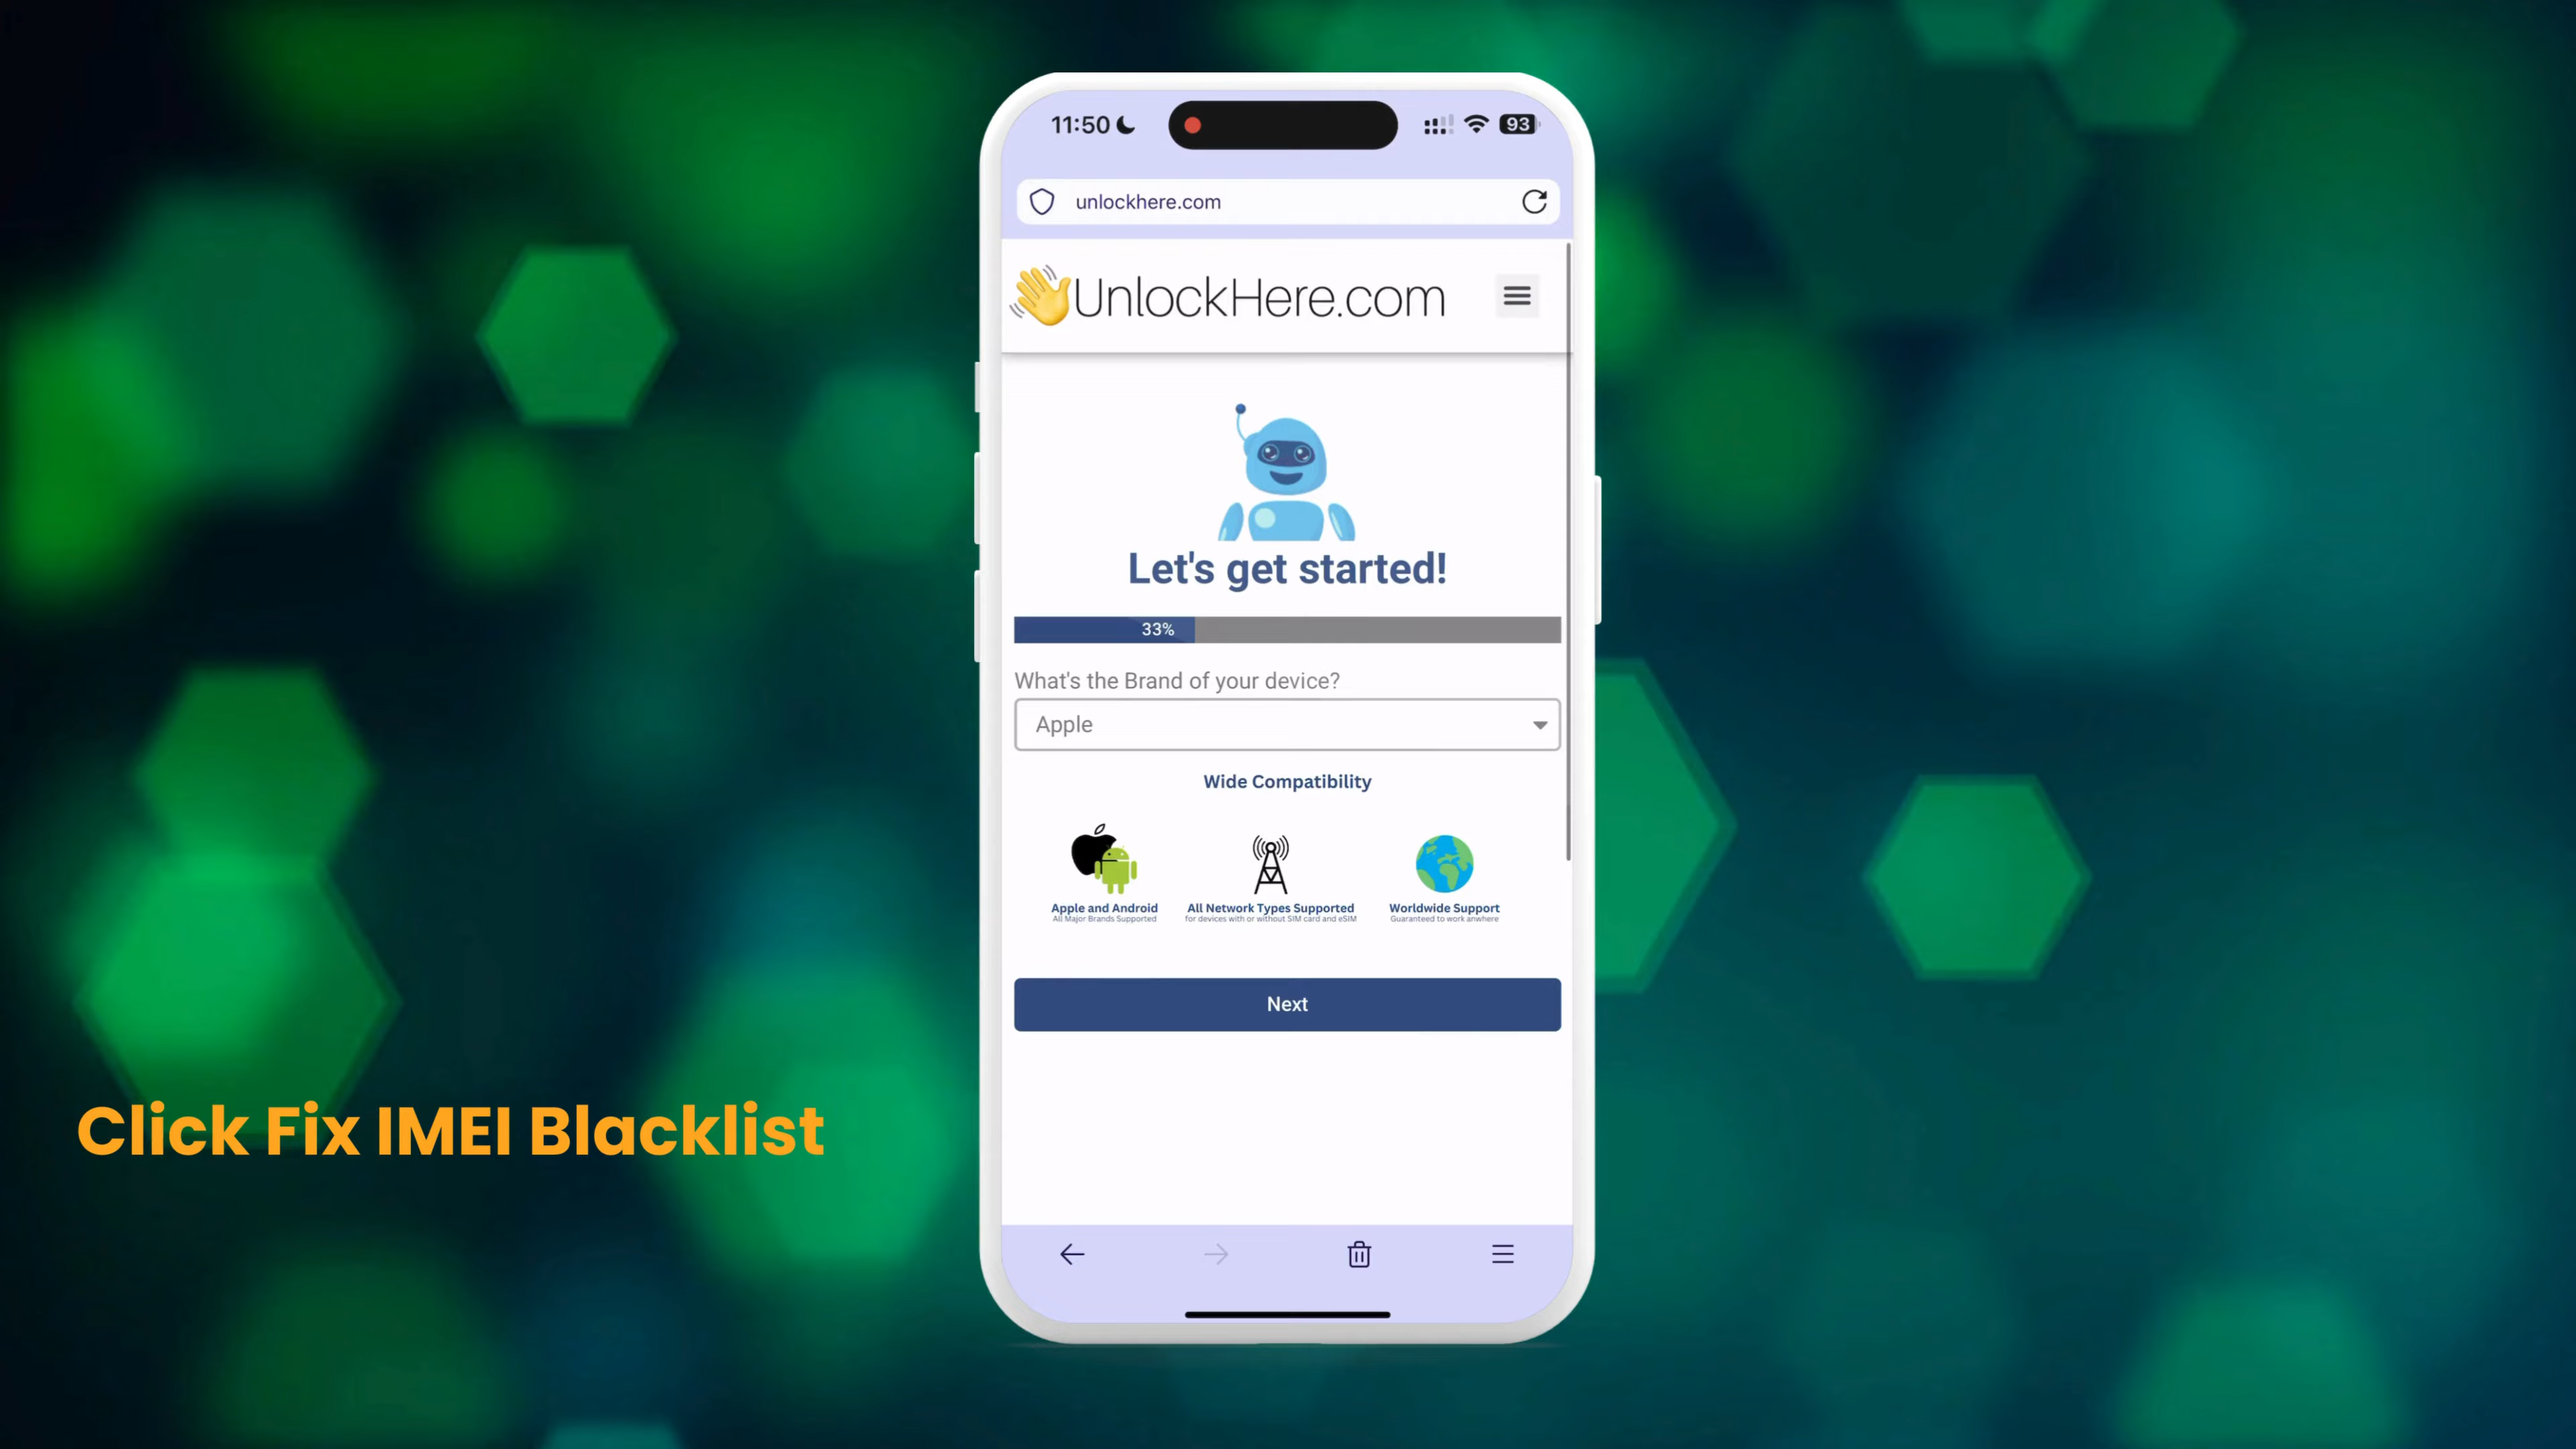 11:50
93
unlockhere.com
UnlockHere.com
Let's get started!
33%
What's the Brand of your device?
Apple
Wide Compatibility
Apple and Android
All Major Brands Supported
All Network Types Supported
for devices with or without SIM card and eSIM
Worldwide Support
Guaranteed to work anwhere
Next
Click Fix IMEI Blacklist